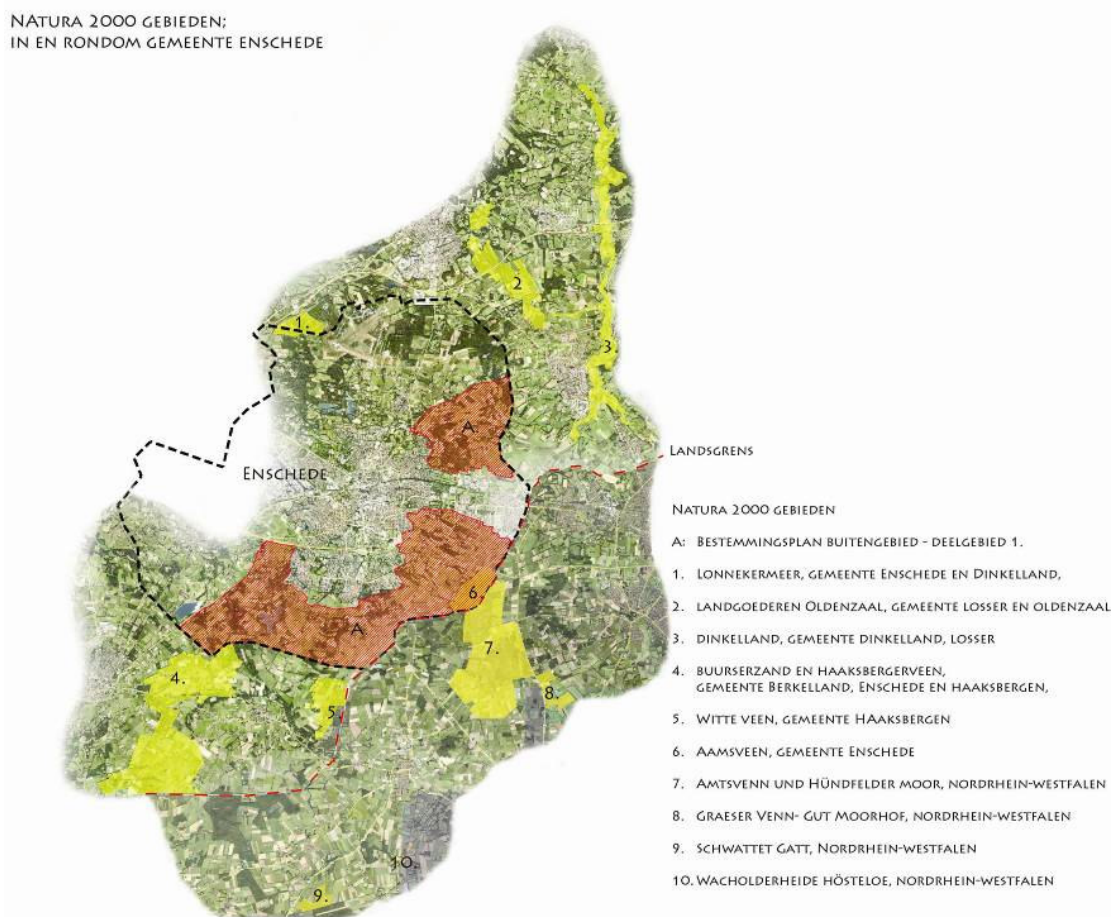 NATURA 2000 GEBIEDEN;
IN EN RONDOM GEMEENTE ENSCHEDE
1.
2
3.
A
ENSCHEDE
LANDSGRENS
6.
A
7.
4.
5.
8.
10.
9.
NATURA 2000 GEBIEDEN
A: BESTEMMINGSPLAN BUITENGEBIED - DEELGEBIED 1.
1. LONNEKERMEER, GEMEENTE ENSCHEDE EN DINKELLAND,
2. LANDGOEDEREN OLDENZAAL, GEMEENTE LOSSER EN OLDENZAAL
3. DINKELLAND, GEMEENTE DINKELLAND, LOSSER
4. BUURSERZAND EN HAAKSBERGERVEEN,
GEMEENTE BERKELLAND, ENSCHEDE EN HAAKSBERGEN,
5. WITTE VEEN, GEMEENTE HAAKSBERGEN
6. AAMSVEEN, GEMEENTE ENSCHEDE
7. AMTSVENN UND HÜNDFELDER MOOR, NORDRHEIN-WESTFALEN
8. GRAESER VENN- GUT MOORHOF, NORDRHEIN-WESTFALEN
9. SCHWATTET GATT, NORDRHEIN-WESTFALEN
10. WACHOLDERHEIDE HÖSTELOE, NORDRHEIN-WESTFALEN